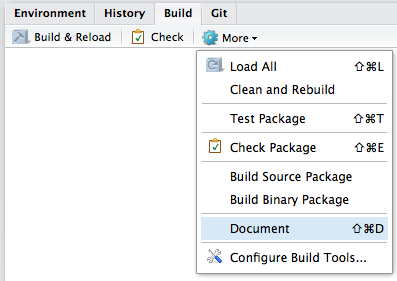 Environment History Build Git
Build & Reload Check More
Load All ⇧⌘L
Clean and Rebuild
Test Package ⇧⌘T
Check Package ⇧⌘E
Build Source Package
Build Binary Package
Document ⇧⌘D
Configure Build Tools...